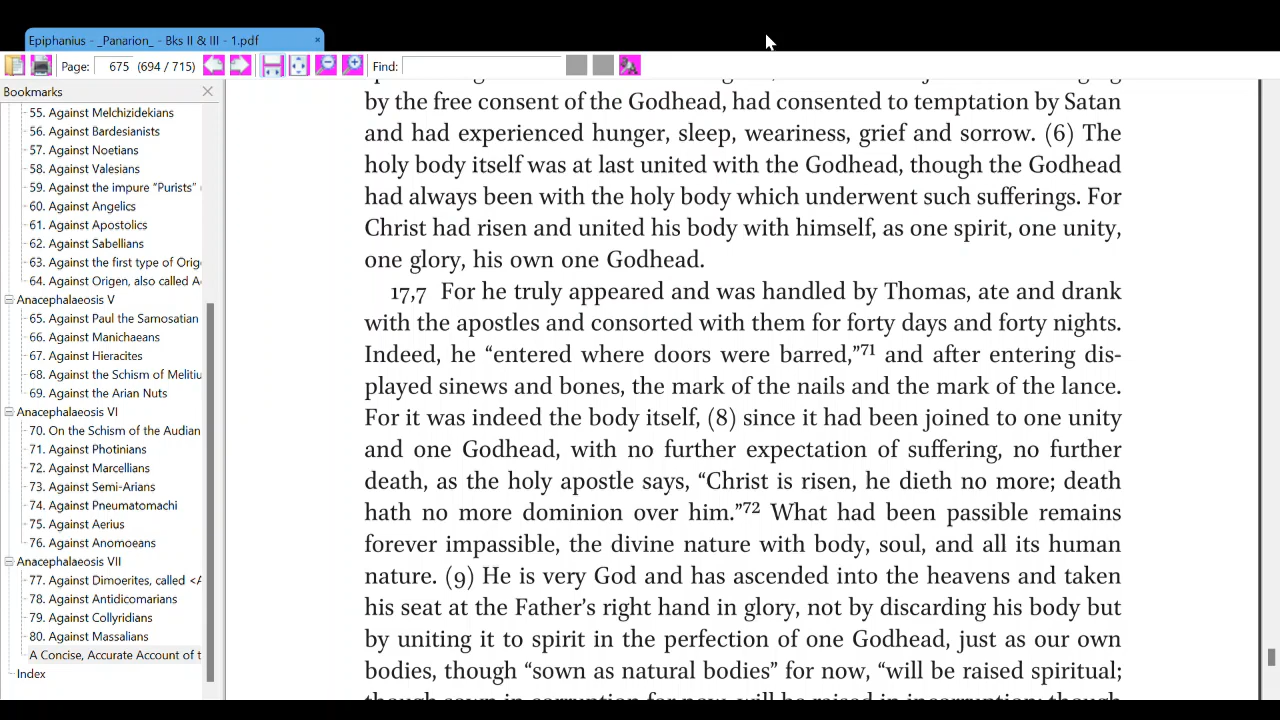 Epiphanius - _Panarion_ - Bks II & III - 1.pdf ×
Page: 675 (694 / 715) Find:
Bookmarks
55. Against Melchizidekians
56. Against Bardesianists
57. Against Noetians
58. Against Valesians
59. Against the impure “Purists”
60. Against Angelics
61. Against Apostolics
62. Against Sabellians
63. Against the first type of Orig
64. Against Origen, also called A
Anacephalaeosis V
65. Against Paul the Samosatian
66. Against Manichaeans
67. Against Hieracites
68. Against the Schism of Melitiu
69. Against the Arian Nuts
Anacephalaeosis VI
70. On the Schism of the Audian
71. Against Photinians
72. Against Marcellians
73. Against Semi-Arians
74. Against Pneumatomachi
75. Against Aerius
76. Against Anomoeans
Anacephalaeosis VII
77. Against Dimoerites, called <A
78. Against Antidicomarians
79. Against Collyridians
80. Against Massalians
A Concise, Accurate Account of t
Index
by the free consent of the Godhead, had consented to temptation by Satan
and had experienced hunger, sleep, weariness, grief and sorrow. (6) The
holy body itself was at last united with the Godhead, though the Godhead
had always been with the holy body which underwent such sufferings. For
Christ had risen and united his body with himself, as one spirit, one unity,
one glory, his own one Godhead.
17,7 For he truly appeared and was handled by Thomas, ate and drank
with the apostles and consorted with them for forty days and forty nights.
Indeed, he “entered where doors were barred,”71 and after entering dis-
played sinews and bones, the mark of the nails and the mark of the lance.
For it was indeed the body itself, (8) since it had been joined to one unity
and one Godhead, with no further expectation of suffering, no further
death, as the holy apostle says, “Christ is risen, he dieth no more; death
hath no more dominion over him.”72 What had been passible remains
forever impassible, the divine nature with body, soul, and all its human
nature. (9) He is very God and has ascended into the heavens and taken
his seat at the Father’s right hand in glory, not by discarding his body but
by uniting it to spirit in the perfection of one Godhead, just as our own
bodies, though “sown as natural bodies” for now, “will be raised spiritual;
though sown in corruption for now, will be raised in incorruption; though